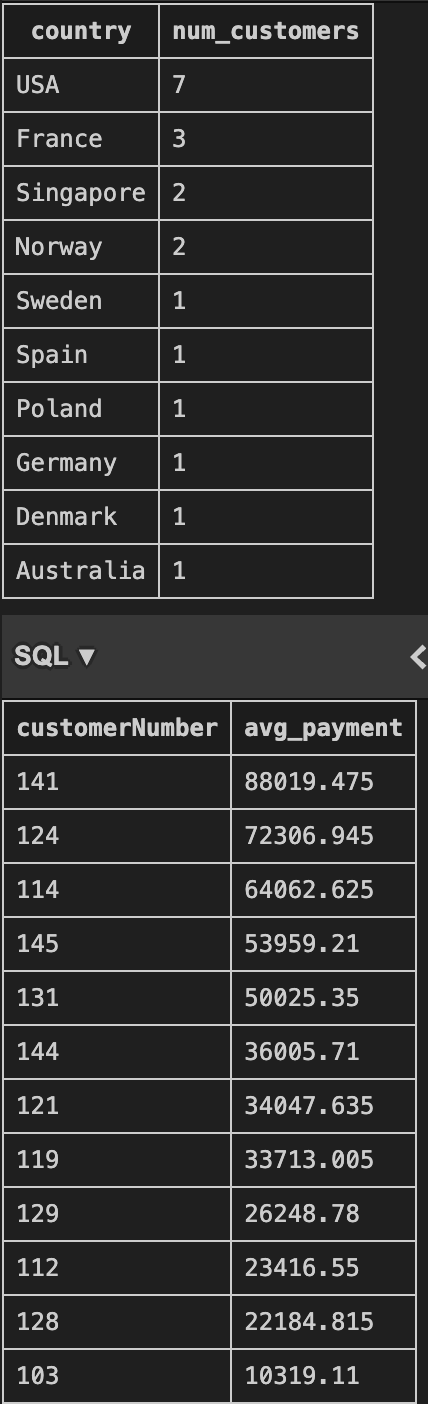 country num_customers
USA 7
France 3
Singapore 2
Norway 2
Sweden 1
Spain 1
Poland 1
Germany 1
Denmark 1
Australia 1
SQL ▼
customerNumber avg_payment
141 88019.475
124 72306.945
114 64062.625
145 53959.21
131 50025.35
144 36005.71
121 34047.635
119 33713.005
129 26248.78
112 23416.55
128 22184.815
103 10319.11